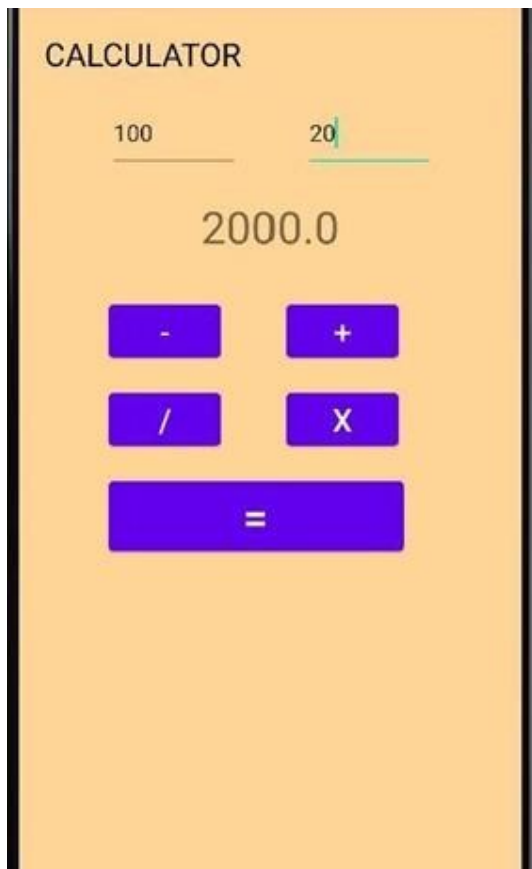 CALCULATOR
100 20
2000.0
- +
/ X
=